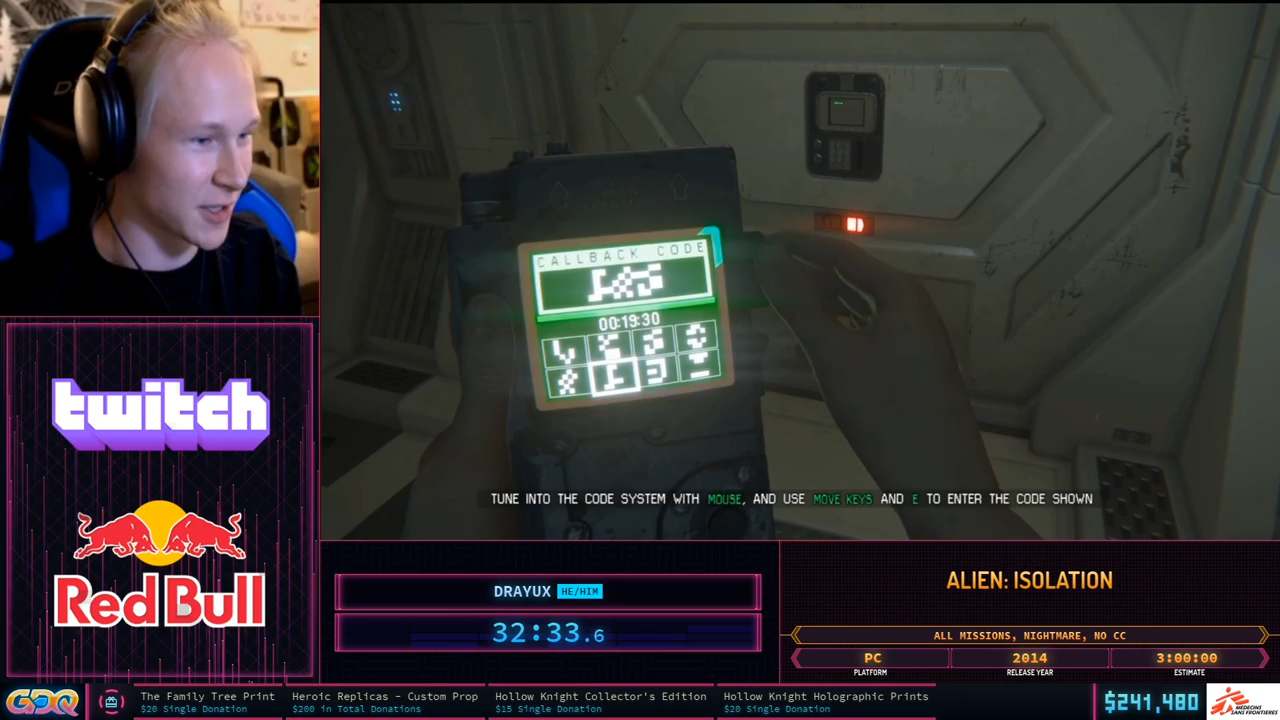 CALLBACK CODE
00:19:30
TUNE INTO THE CODE SYSTEM WITH MOUSE, AND USE MOVE KEYS AND E TO ENTER THE CODE SHOWN
twitch
Red Bull
DRAYUX HE/HIM
32:33.6
ALIEN: ISOLATION
ALL MISSIONS, NIGHTMARE, NO CC
PC
PLATFORM
2014
RELEASE YEAR
3:00:00
ESTIMATE
GDQ
The Family Tree Print
$20 Single Donation
Heroic Replicas - Custom Prop
$200 in Total Donations
Hollow Knight Collector's Edition
$15 Single Donation
Hollow Knight Holographic Prints
$20 Single Donation
$241,480
MEDECINS
SANS FRONTIERES